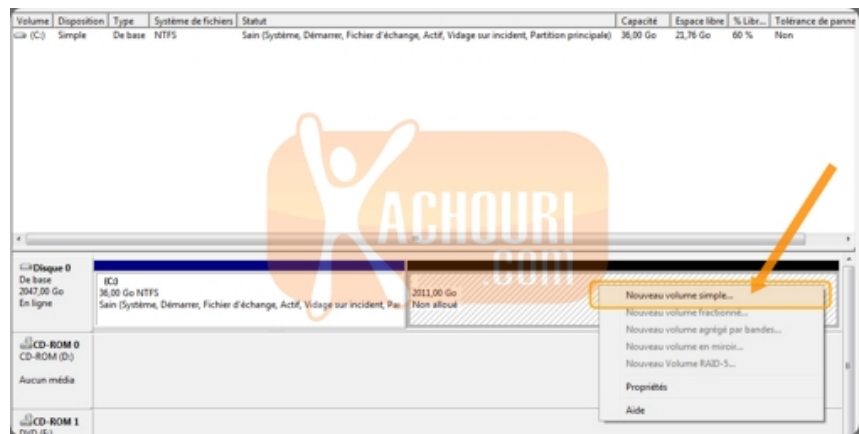 Volume Disposition Type Système de fichiers Statut Capacité Espace libre % Libr... Tolérance de panne
(C:) Simple De base NTFS Sain (Système, Démarrer, Fichier d'échange, Actif, Vidage sur incident, Partition principale) 36,00 Go 21,76 Go 60 % Non
KACHOURI
COM
Disque 0
De base
2047,00 Go
En ligne
(C:)
36,00 Go NTFS
Sain (Système, Démarrer, Fichier d'échange, Actif, Vidage sur incident, Pa
2011,00 Go
Non alloué
Nouveau volume simple...
Nouveau volume fractionné...
Nouveau volume agrégé par bandes...
Nouveau volume en miroir...
Nouveau Volume RAID-5...
Propriétés
Aide
CD-ROM 0
CD-ROM (D:)
Aucun média
CD-ROM 1
DVD (E:)